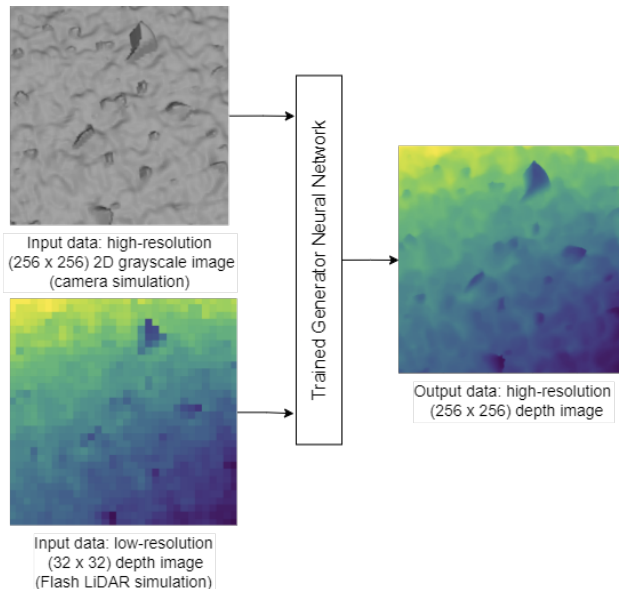 Input data: high-resolution
(256 x 256) 2D grayscale image
(camera simulation)
Trained Generator Neural Network
Output data: high-resolution
(256 x 256) depth image
Input data: low-resolution
(32 x 32) depth image
(Flash LiDAR simulation)